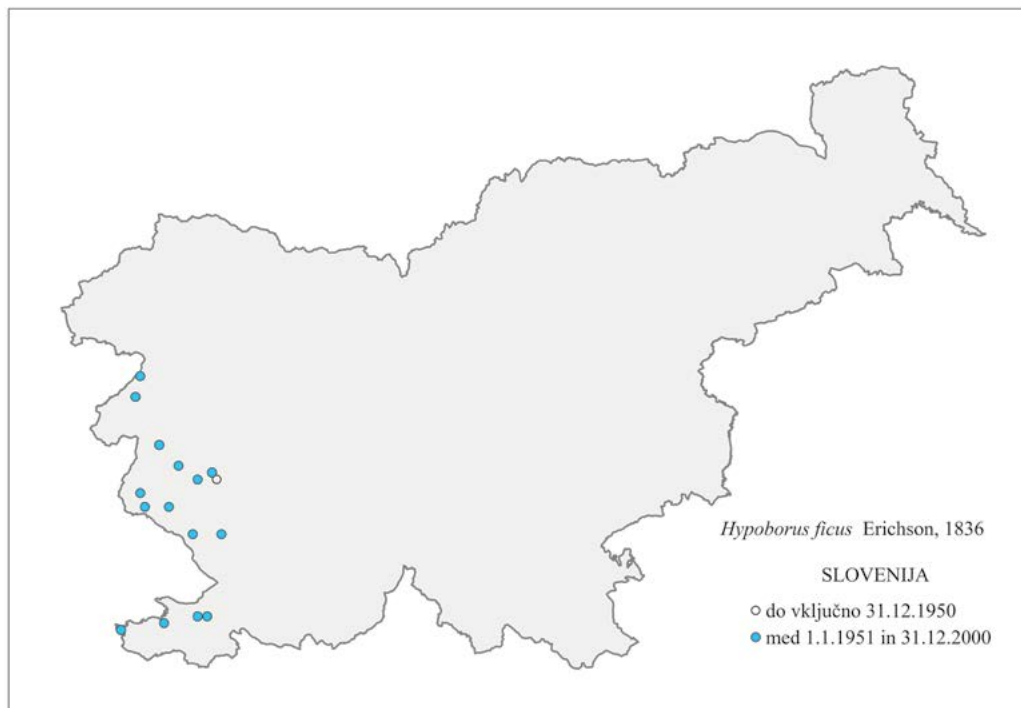 Hypoborus ficus Erichson, 1836
SLOVENIJA
do vključno 31.12.1950
med 1.1.1951 in 31.12.2000